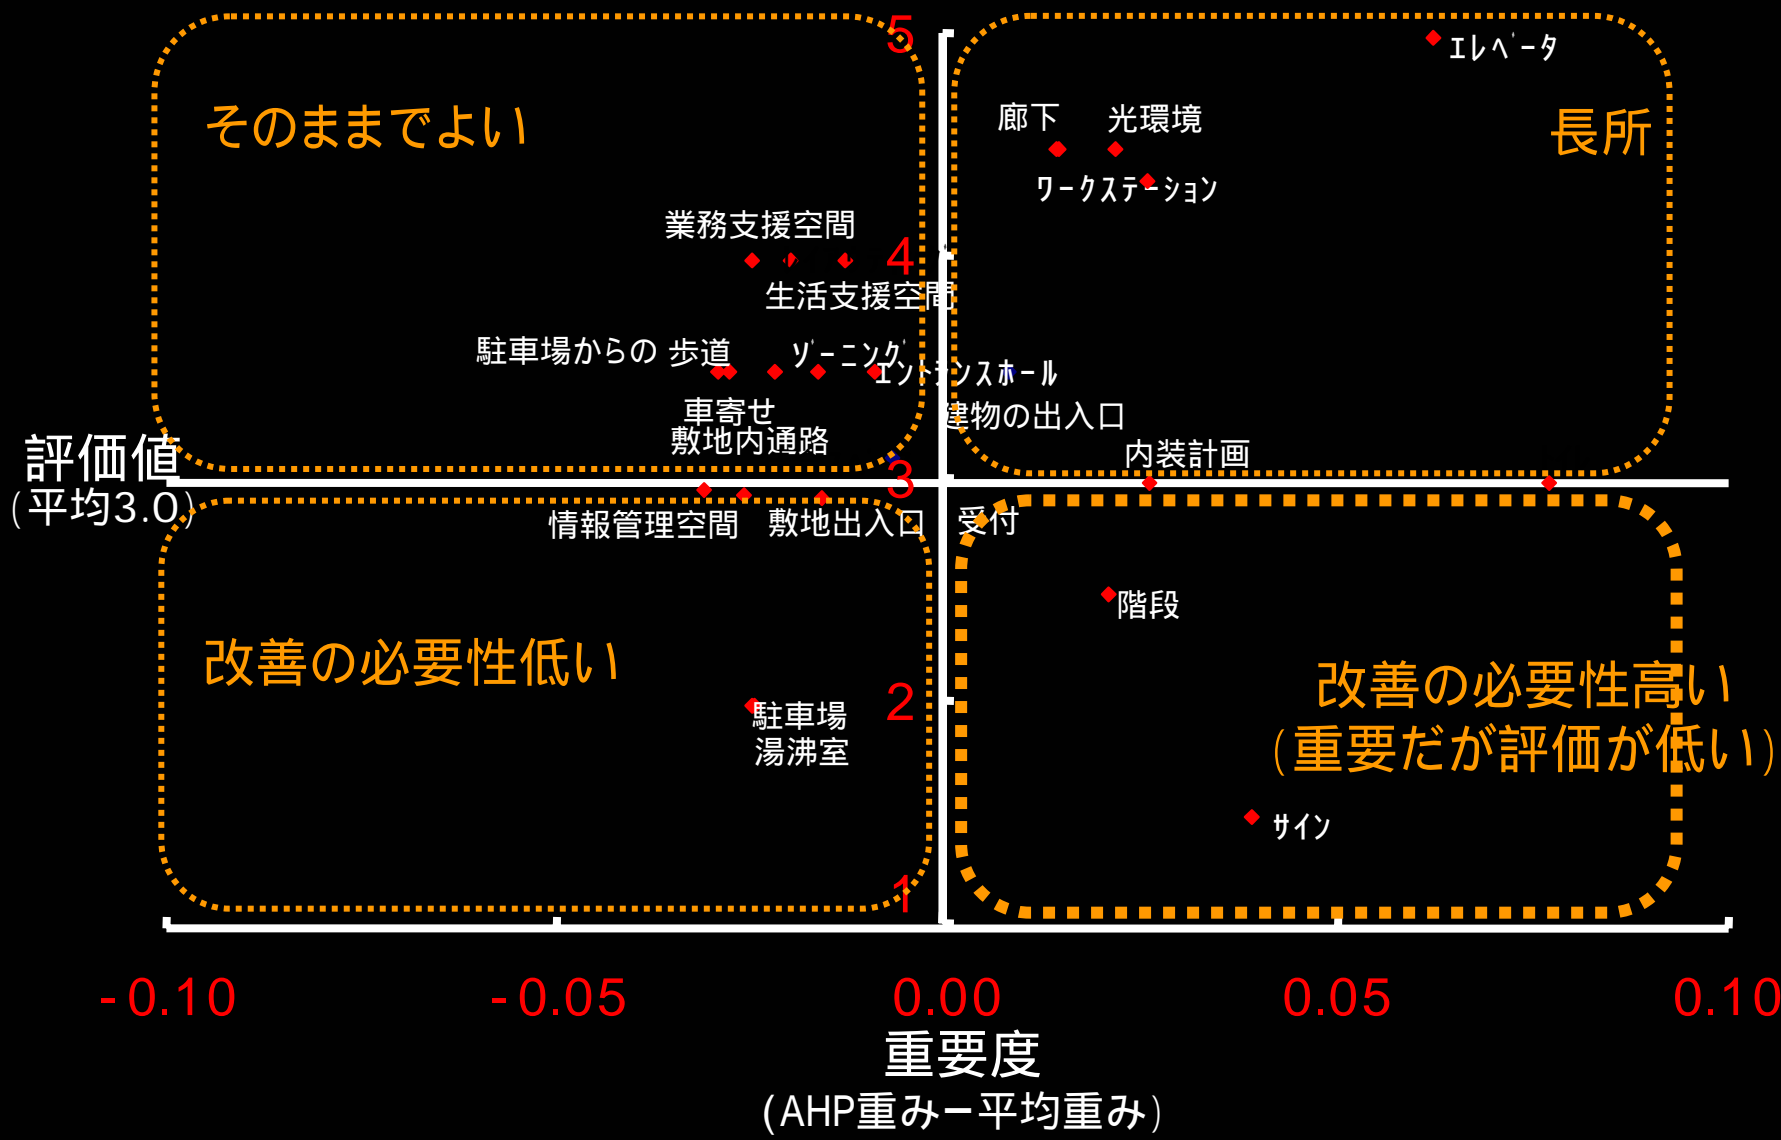 5
ｴﾚﾍﾞｰﾀ
そのままでよい
廊下
光環境
長所
ﾜｰｸｽﾃｰｼｮﾝ
業務支援空間
4
生活支援空間
駐車場からの 歩道
ｿﾞｰﾆﾝｸﾞ
ｴﾝﾄﾗﾝｽﾎｰﾙ
車寄せ
建物の出入口
敷地内通路
内装計画
評価値
(平均3.0)
3
情報管理空間
敷地出入口
受付
階段
改善の必要性低い
改善の必要性高い
(重要だが評価が低い)
2
駐車場
湯沸室
ｻｲﾝ
1
-0.10
-0.05
0.00
0.05
0.10
重要度
(AHP重み－平均重み)